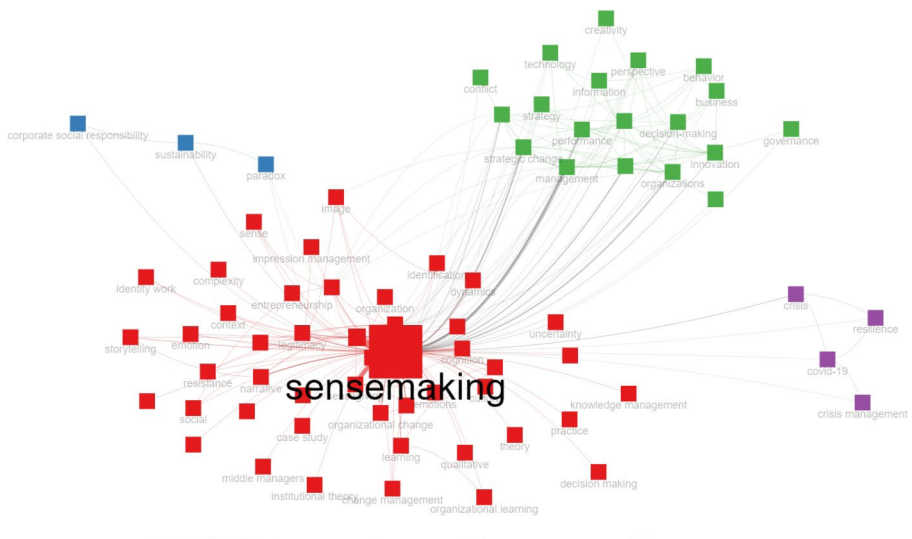 creativity
technology
perspective
behavior
conflict
information
business
strategy
corporate social responsibility
performance
decision-making
governance
sustainability
strategic change
innovation
paradox
management
organizations
image
sense
impression management
identification
complexity
identity work
dynamics
entrepreneurship
organization
crisis
context
resilience
uncertainty
emotion
legitimacy
storytelling
cognition
covid-19
resistance
narrative
sensemaking
emotions
knowledge management
crisis management
social
organizational change
case study
practice
theory
learning
qualitative
middle managers
decision making
institutional theory
change management
organizational learning